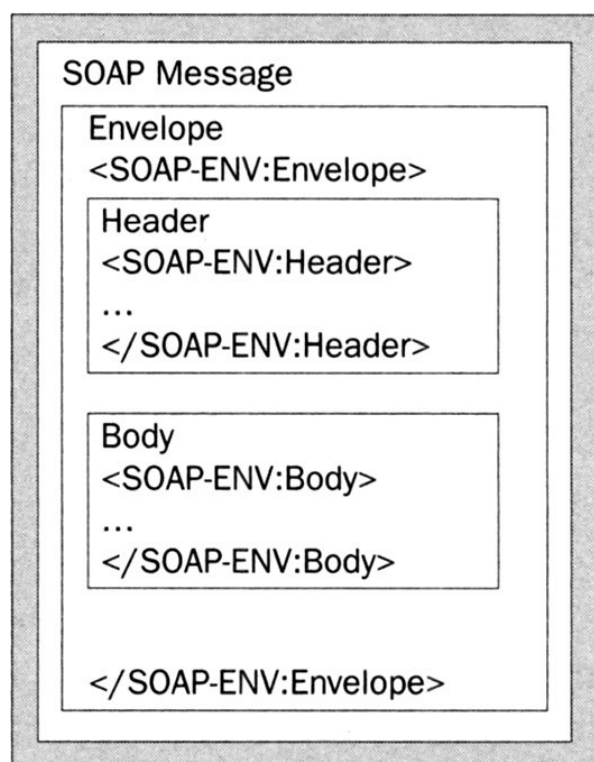 SOAP Message
Envelope
<SOAP-ENV:Envelope>
Header
<SOAP-ENV:Header>
...
</SOAP-ENV:Header>
Body
<SOAP-ENV:Body>
...
</SOAP-ENV:Body>
</SOAP-ENV:Envelope>